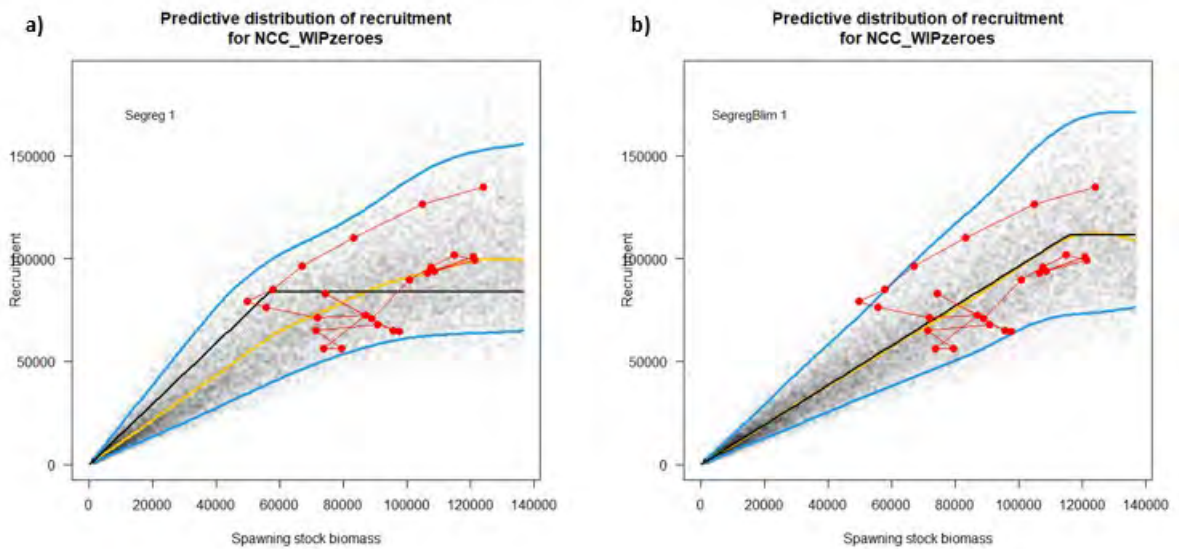 a)
Predictive distribution of recruitment
for NCC_WIPzeroes
Segreg 1
Recruitment
150000
100000
50000
0
0 20000 40000 60000 80000 100000 120000 140000
Spawning stock biomass
b)
Predictive distribution of recruitment
for NCC_WIPzeroes
SegregBlim 1
Recruitment
150000
100000
50000
0
0 20000 40000 60000 80000 100000 120000 140000
Spawning stock biomass